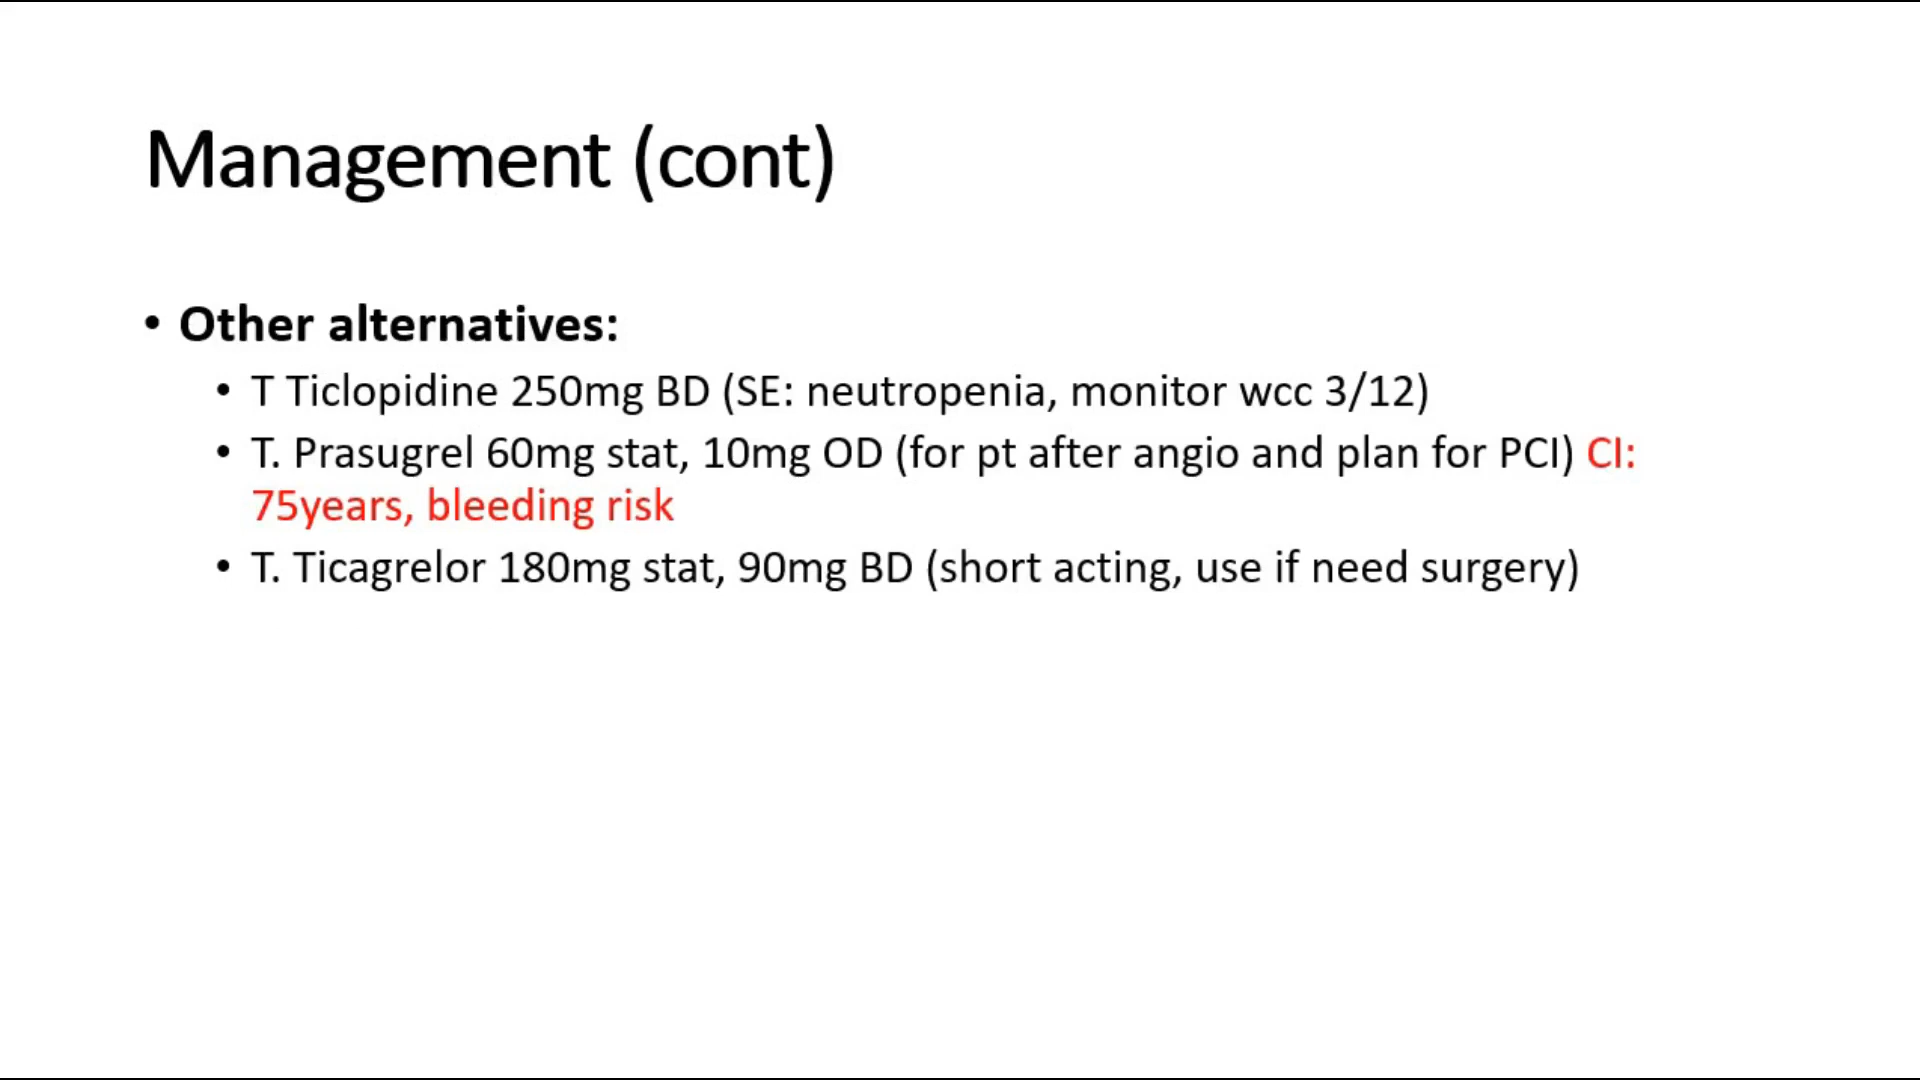 Management (cont)
• Other alternatives:
• T Ticlopidine 250mg BD (SE: neutropenia, monitor wcc 3/12)
• T. Prasugrel 60mg stat, 10mg OD (for pt after angio and plan for PCI) CI:
75years, bleeding risk
• T. Ticagrelor 180mg stat, 90mg BD (short acting, use if need surgery)